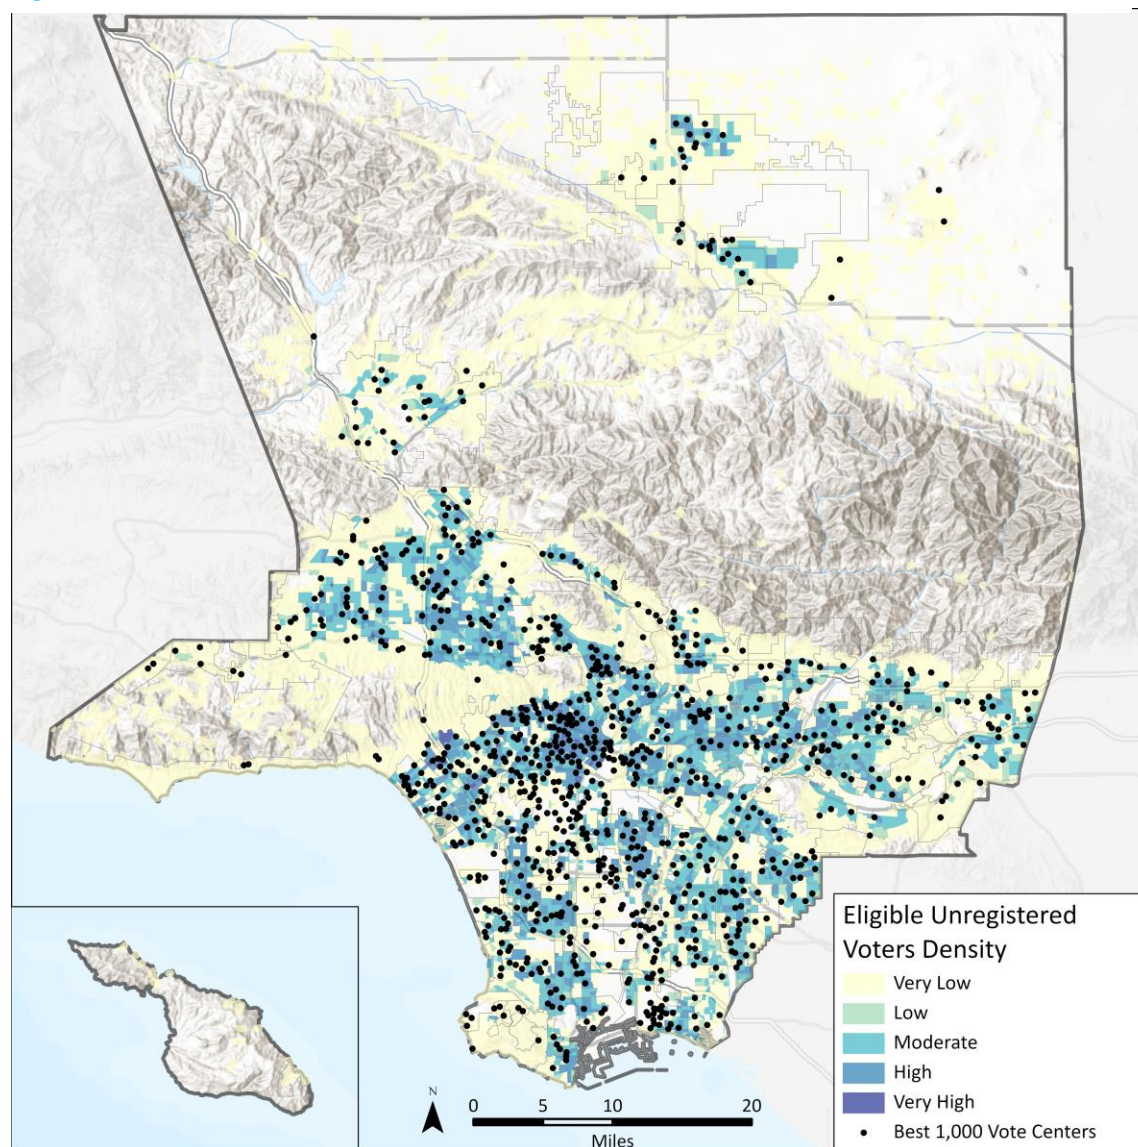 N
0 5 10 20
Miles
Eligible Unregistered
Voters Density
Very Low
Low
Moderate
High
Very High
Best 1,000 Vote Centers